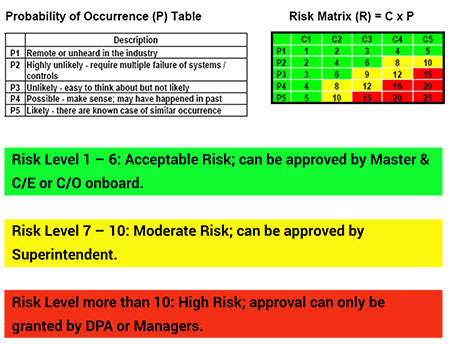 Probability of Occurrence (P) Table
Description
P1 Remote or unheard in the industry
P2 Highly unlikely - require multiple failure of systems /
controls
P3 Unlikely - easy to think about but not likely
P4 Possible - make sense; may have happened in past
P5 Likely - there are known case of similar occurrence
Risk Matrix (R) = C x P
C1 C2 C3 C4 C5
P1 1 2 3 4 5
P2 2 4 6 8 10
P3 3 6 9 12 15
P4 4 8 12 16 20
P5 5 10 15 20 25
Risk Level 1 – 6: Acceptable Risk; can be approved by Master &
C/E or C/O onboard.
Risk Level 7 – 10: Moderate Risk; can be approved by
Superintendent.
Risk Level more than 10: High Risk; approval can only be
granted by DPA or Managers.